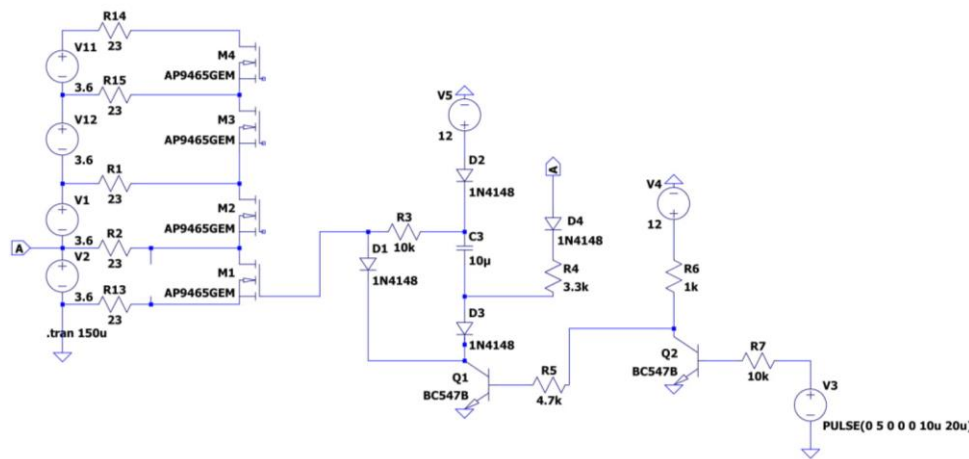 R14
23
V11
3.6
M4
AP9465GEM
R15
23
V12
3.6
M3
AP9465GEM
R1
23
V1
3.6
M2
AP9465GEM
A
R2
23
V2
3.6
M1
AP9465GEM
R13
23
.tran 150u
V5
12
D2
1N4148
R3
10k
D1
1N4148
C3
10µ
A
D4
1N4148
R4
3.3k
D3
1N4148
Q1
BC547B
R5
4.7k
V4
12
R6
1k
Q2
BC547B
R7
10k
V3
PULSE(0 5 0 0 0 10u 20u)